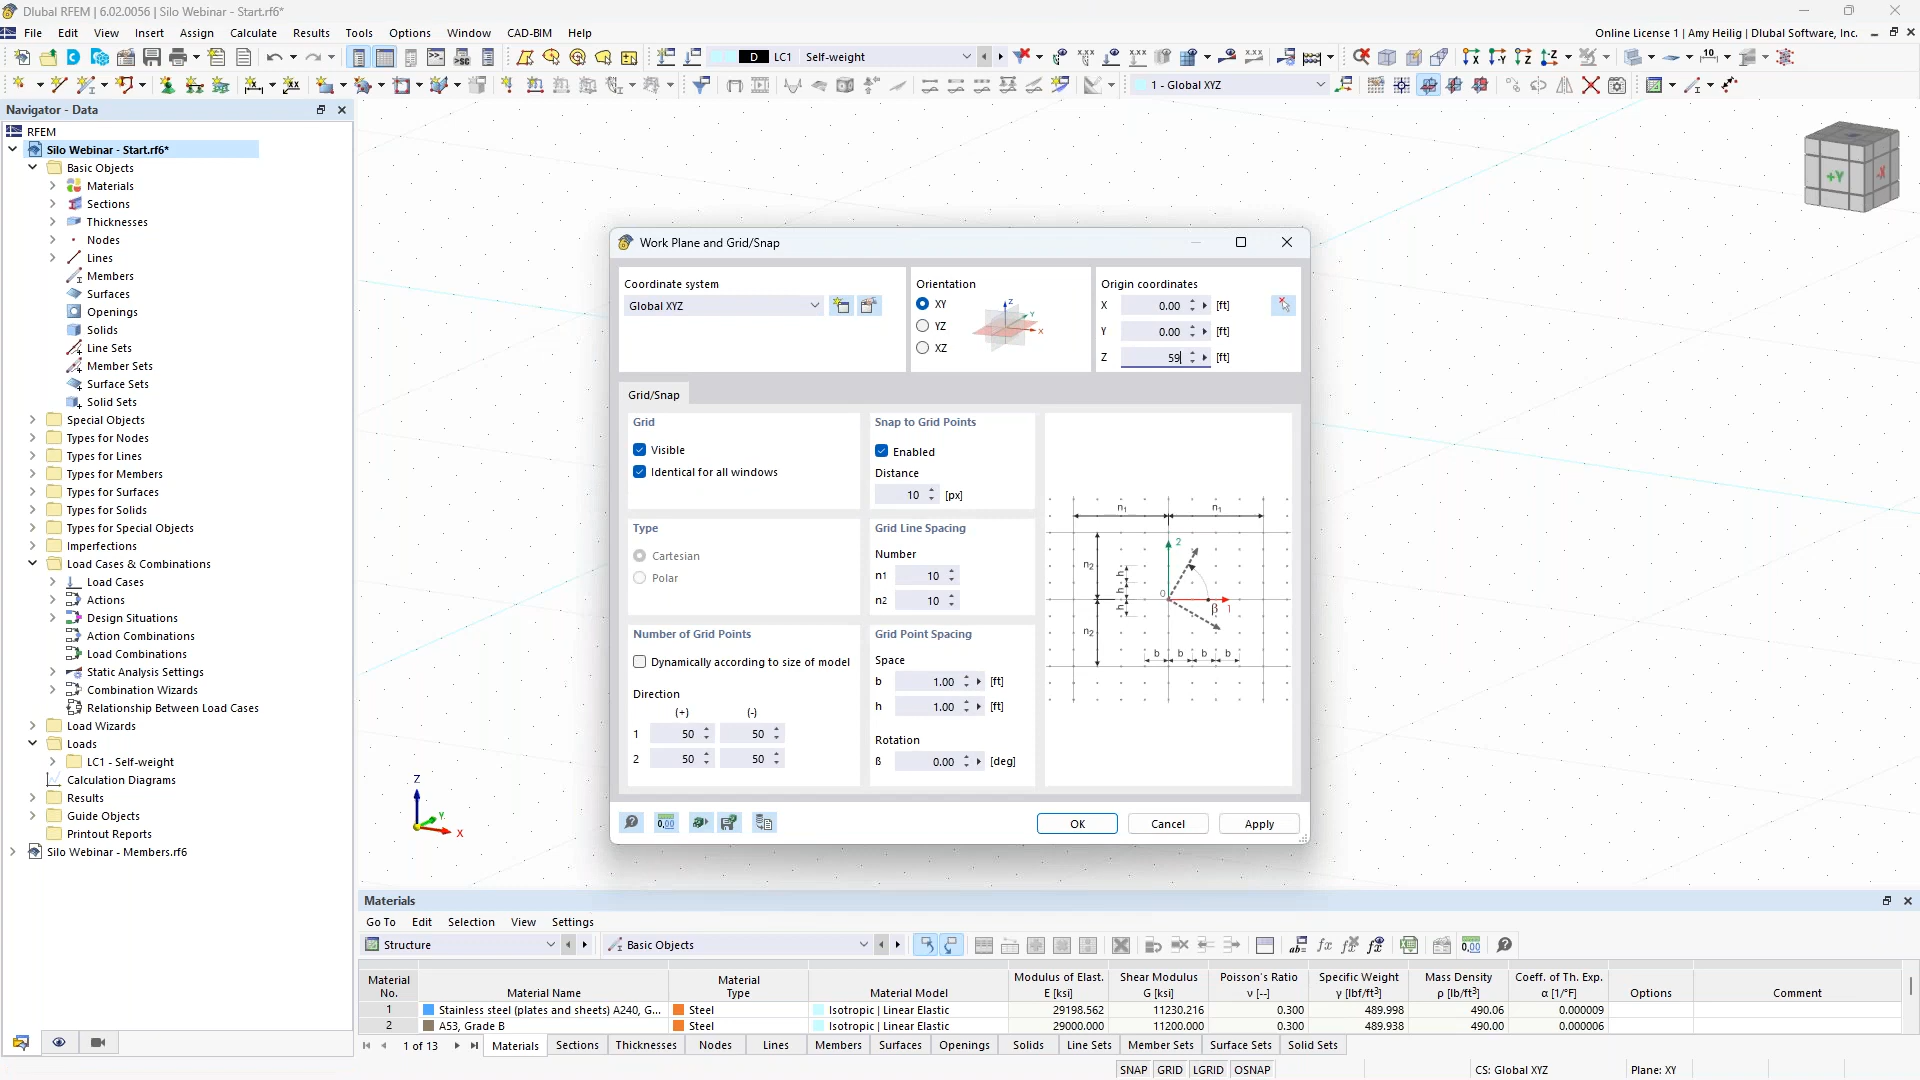 Dlubal RFEM | 6.02.0056 | Silo Webinar - Start.rf6*
File Edit View Insert Assign Calculate Results Tools Options Window CAD-BIM Help
Online License 1 | Amy Heilig | Dlubal Software, Inc.
D LC1 Self-weight
1 - Global XYZ
Navigator - Data
RFEM
Silo Webinar - Start.rf6*
Basic Objects
Materials
Sections
Thicknesses
Nodes
Lines
Members
Surfaces
Openings
Solids
Line Sets
Member Sets
Surface Sets
Solid Sets
Special Objects
Types for Nodes
Types for Lines
Types for Members
Types for Surfaces
Types for Solids
Types for Special Objects
Imperfections
Load Cases & Combinations
Load Cases
Actions
Design Situations
Action Combinations
Load Combinations
Static Analysis Settings
Combination Wizards
Relationship Between Load Cases
Load Wizards
Loads
LC1 - Self-weight
Calculation Diagrams
Results
Guide Objects
Printout Reports
Silo Webinar - Members.rf6
+Y -X
Z
Y
X
Work Plane and Grid/Snap
Coordinate system
Global XYZ
Orientation
XY
YZ
XZ
Z
Y
X
Origin coordinates
X 0.00 [ft]
Y 0.00 [ft]
Z 59 [ft]
Grid/Snap
Grid
Visible
Identical for all windows
Type
Cartesian
Polar
Number of Grid Points
Dynamically according to size of model
Direction
(+) (-)
1 50 50
2 50 50
Snap to Grid Points
Enabled
Distance
10 [px]
Grid Line Spacing
Number
n1 10
n2 10
Grid Point Spacing
Space
b 1.00 [ft]
h 1.00 [ft]
Rotation
ß 0.00 [deg]
n1 n1
2
n2
h
h
h
0
β 1
n2
b b b b
OK Cancel Apply
Materials
Go To Edit Selection View Settings
Structure Basic Objects
Material No. Material Name Material Type Material Model Modulus of Elast. E [ksi] Shear Modulus G [ksi] Poisson's Ratio ν [--] Specific Weight γ [lbf/ft³] Mass Density ρ [lb/ft³] Coeff. of Th. Exp. α [1/°F] Options Comment
1 Stainless steel (plates and sheets) A240, G... Steel Isotropic | Linear Elastic 29198.562 11230.216 0.300 489.998 490.06 0.000009
2 A53, Grade B Steel Isotropic | Linear Elastic 29000.000 11200.000 0.300 489.938 490.00 0.000006
1 of 13 Materials Sections Thicknesses Nodes Lines Members Surfaces Openings Solids Line Sets Member Sets Surface Sets Solid Sets
SNAP GRID LGRID OSNAP CS: Global XYZ Plane: XY